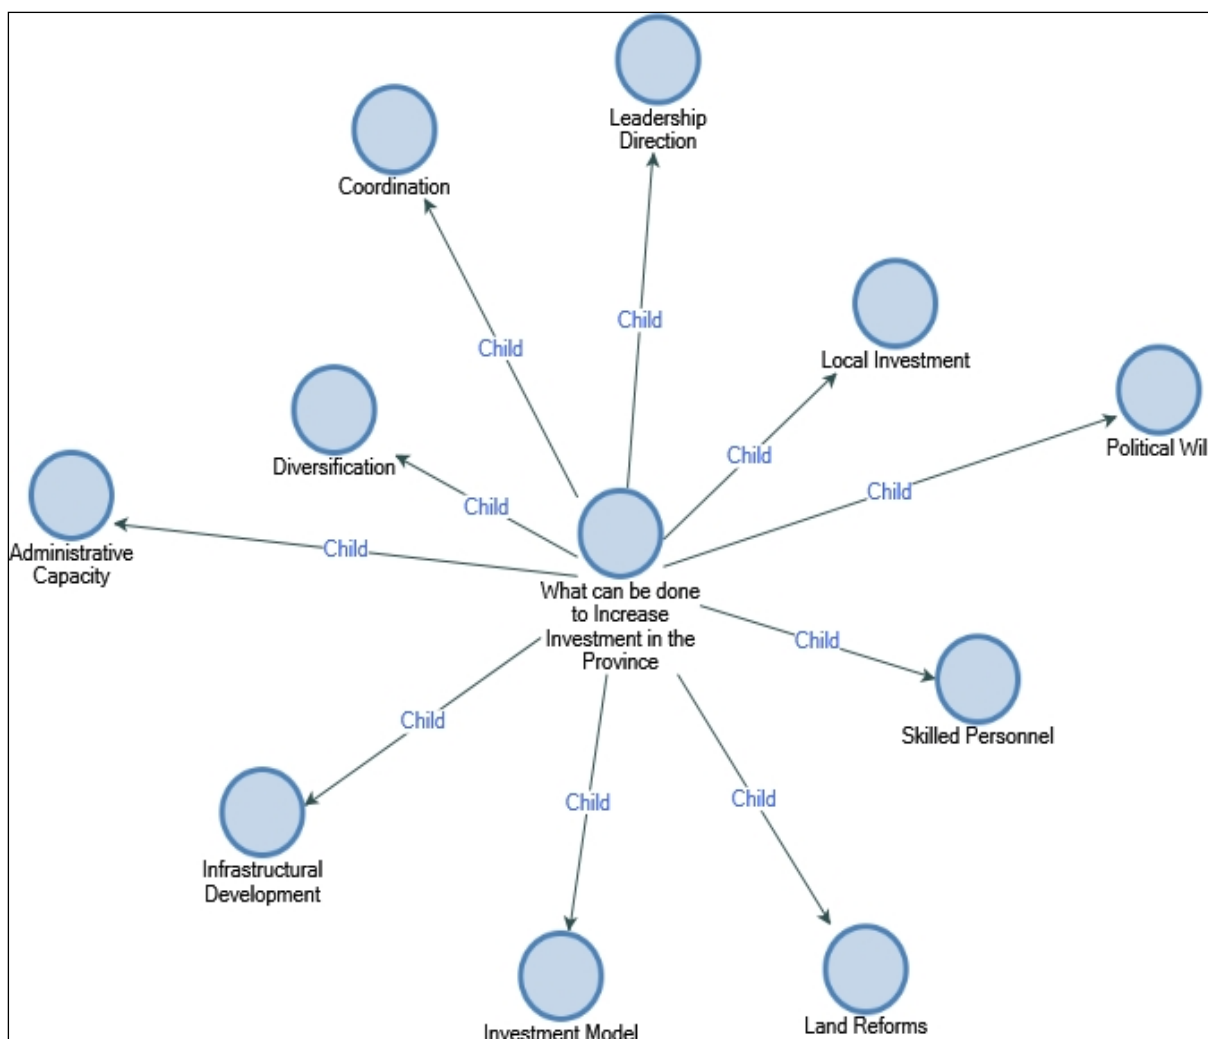 Leadership
Direction
Coordination
Child
Child
Local Investment
Child
Political Will
Diversification
Child
Child
Administrative
Capacity
Child
What can be done
to Increase
Investment in the
Province
Child
Skilled Personnel
Child
Infrastructural
Development
Child
Child
Investment Model
Land Reforms